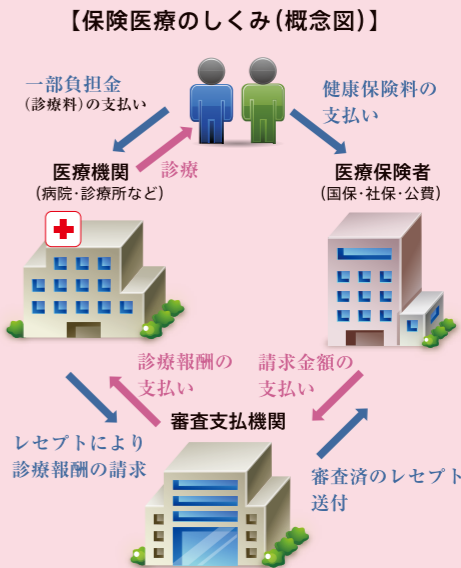 【保険医療のしくみ(概念図)】
一部負担金
(診療料)の支払い
健康保険料の
支払い
診療
医療機関
(病院・診療所など)
医療保険者
(国保・社保・公費)
診療報酬の
支払い
請求金額の
支払い
審査支払機関
レセプトにより
診療報酬の請求
審査済のレセプト
送付